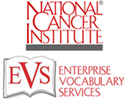 NATIONAL
CANCER
INSTITUTE®
EVS ENTERPRISE
VOCABULARY
SERVICES